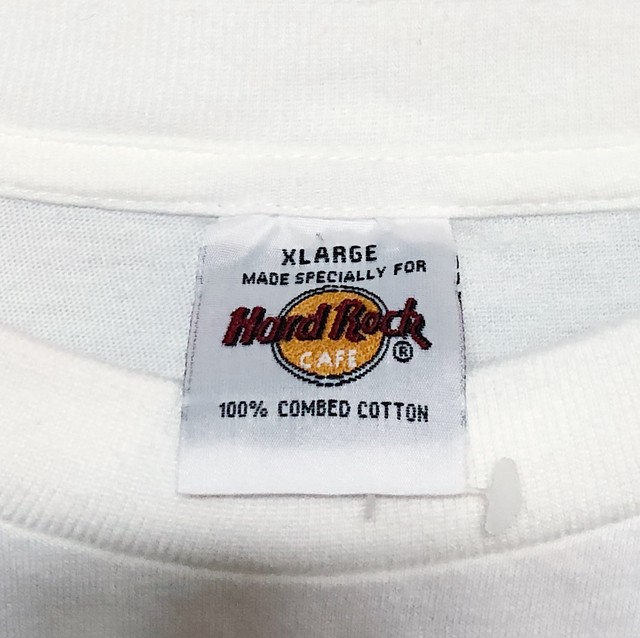 XLARGE
MADE SPECIALLY FOR
Hard Rock
CAFE ®
100% COMBED COTTON